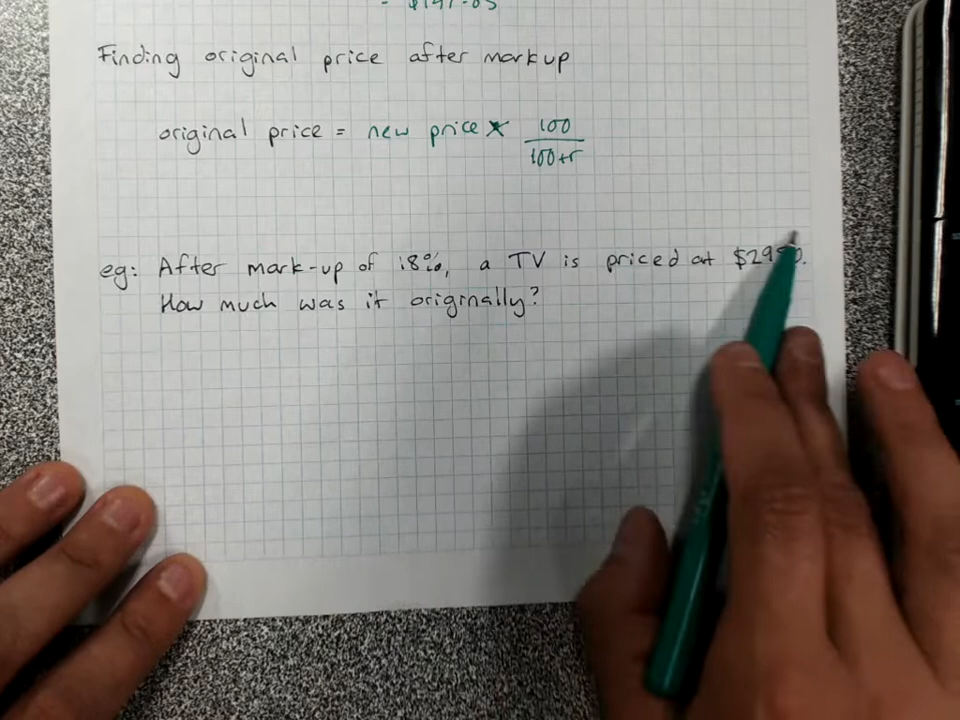 Finding original price after markup
original price = new price × 100/100+r
eg: After mark-up of 18%, a TV is priced at
How much was it originally?